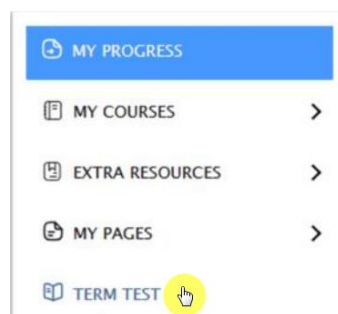 MY PROGRESS
MY COURSES
EXTRA RESOURCES
MY PAGES
TERM TEST